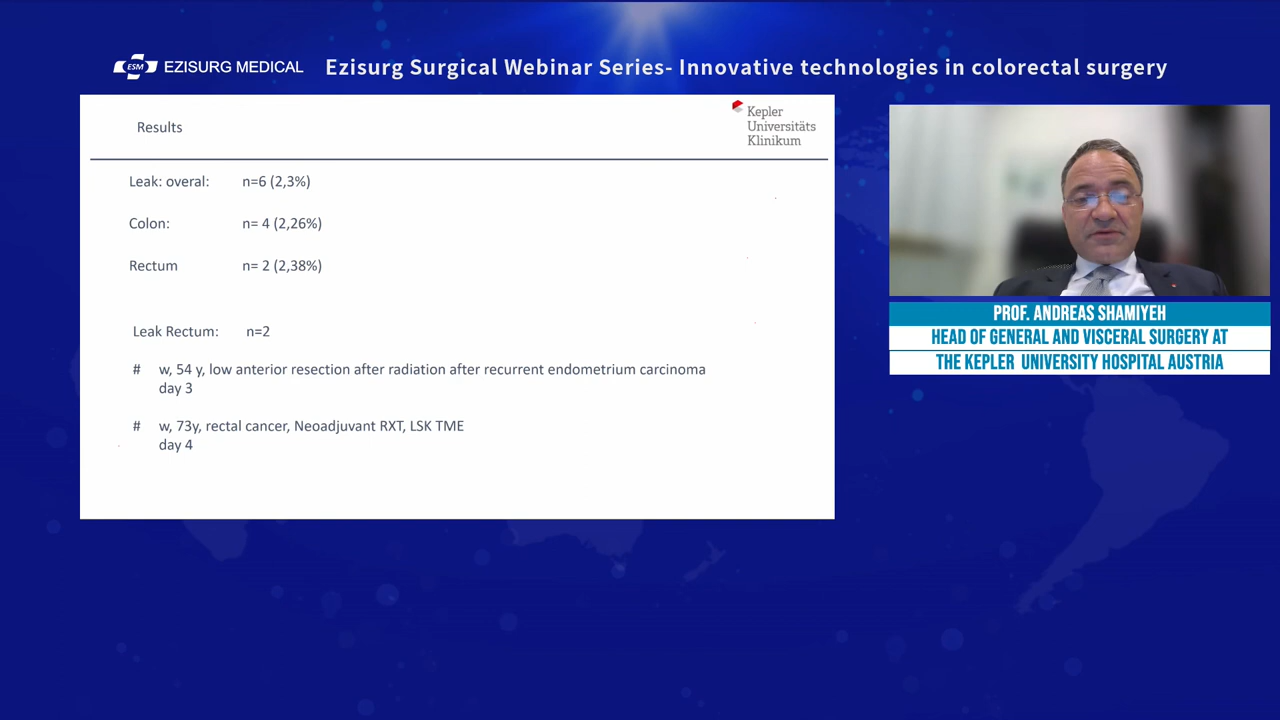 ESM EZISURG MEDICAL
Ezisurg Surgical Webinar Series- Innovative technologies in colorectal surgery
Results
Kepler
Universitäts
Klinikum
Leak: overal: n=6 (2,3%)
Colon: n= 4 (2,26%)
Rectum n= 2 (2,38%)
Leak Rectum: n=2
# w, 54 y, low anterior resection after radiation after recurrent endometrium carcinoma
day 3
# w, 73y, rectal cancer, Neoadjuvant RXT, LSK TME
day 4
PROF. ANDREAS SHAMIYEH
HEAD OF GENERAL AND VISCERAL SURGERY AT
THE KEPLER UNIVERSITY HOSPITAL AUSTRIA